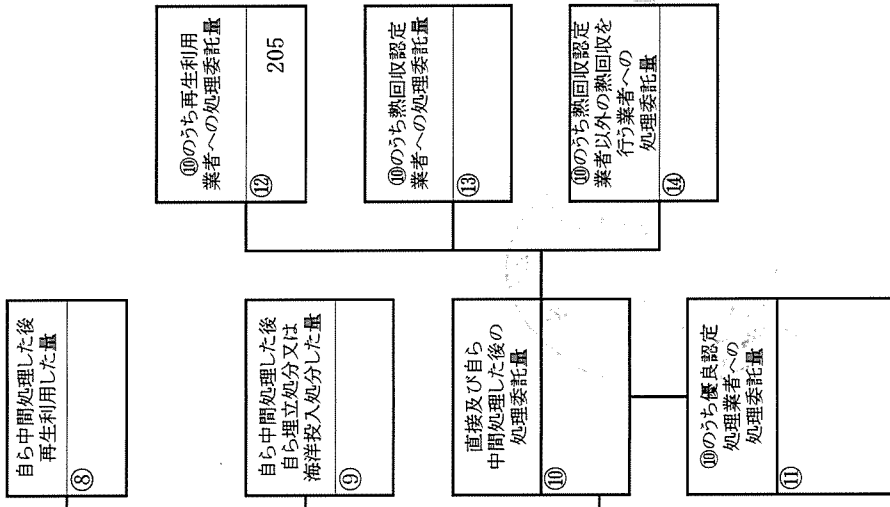 自ら中間処理した後
再生利用した量
⑧
自ら中間処理した後
自ら埋立処分又は
海洋投入処分した量
⑨
直接及び自ら
中間処理した後の
処理委託量
⑩
⑩のうち優良認定
処理業者への
処理委託量
⑪
⑩のうち再生利用
業者への処理委託量
⑫
205
⑩のうち熱回収認定
業者への処理委託量
⑬
⑩のうち熱回収認定
業者以外の熱回収を
行う業者への
処理委託量
⑭